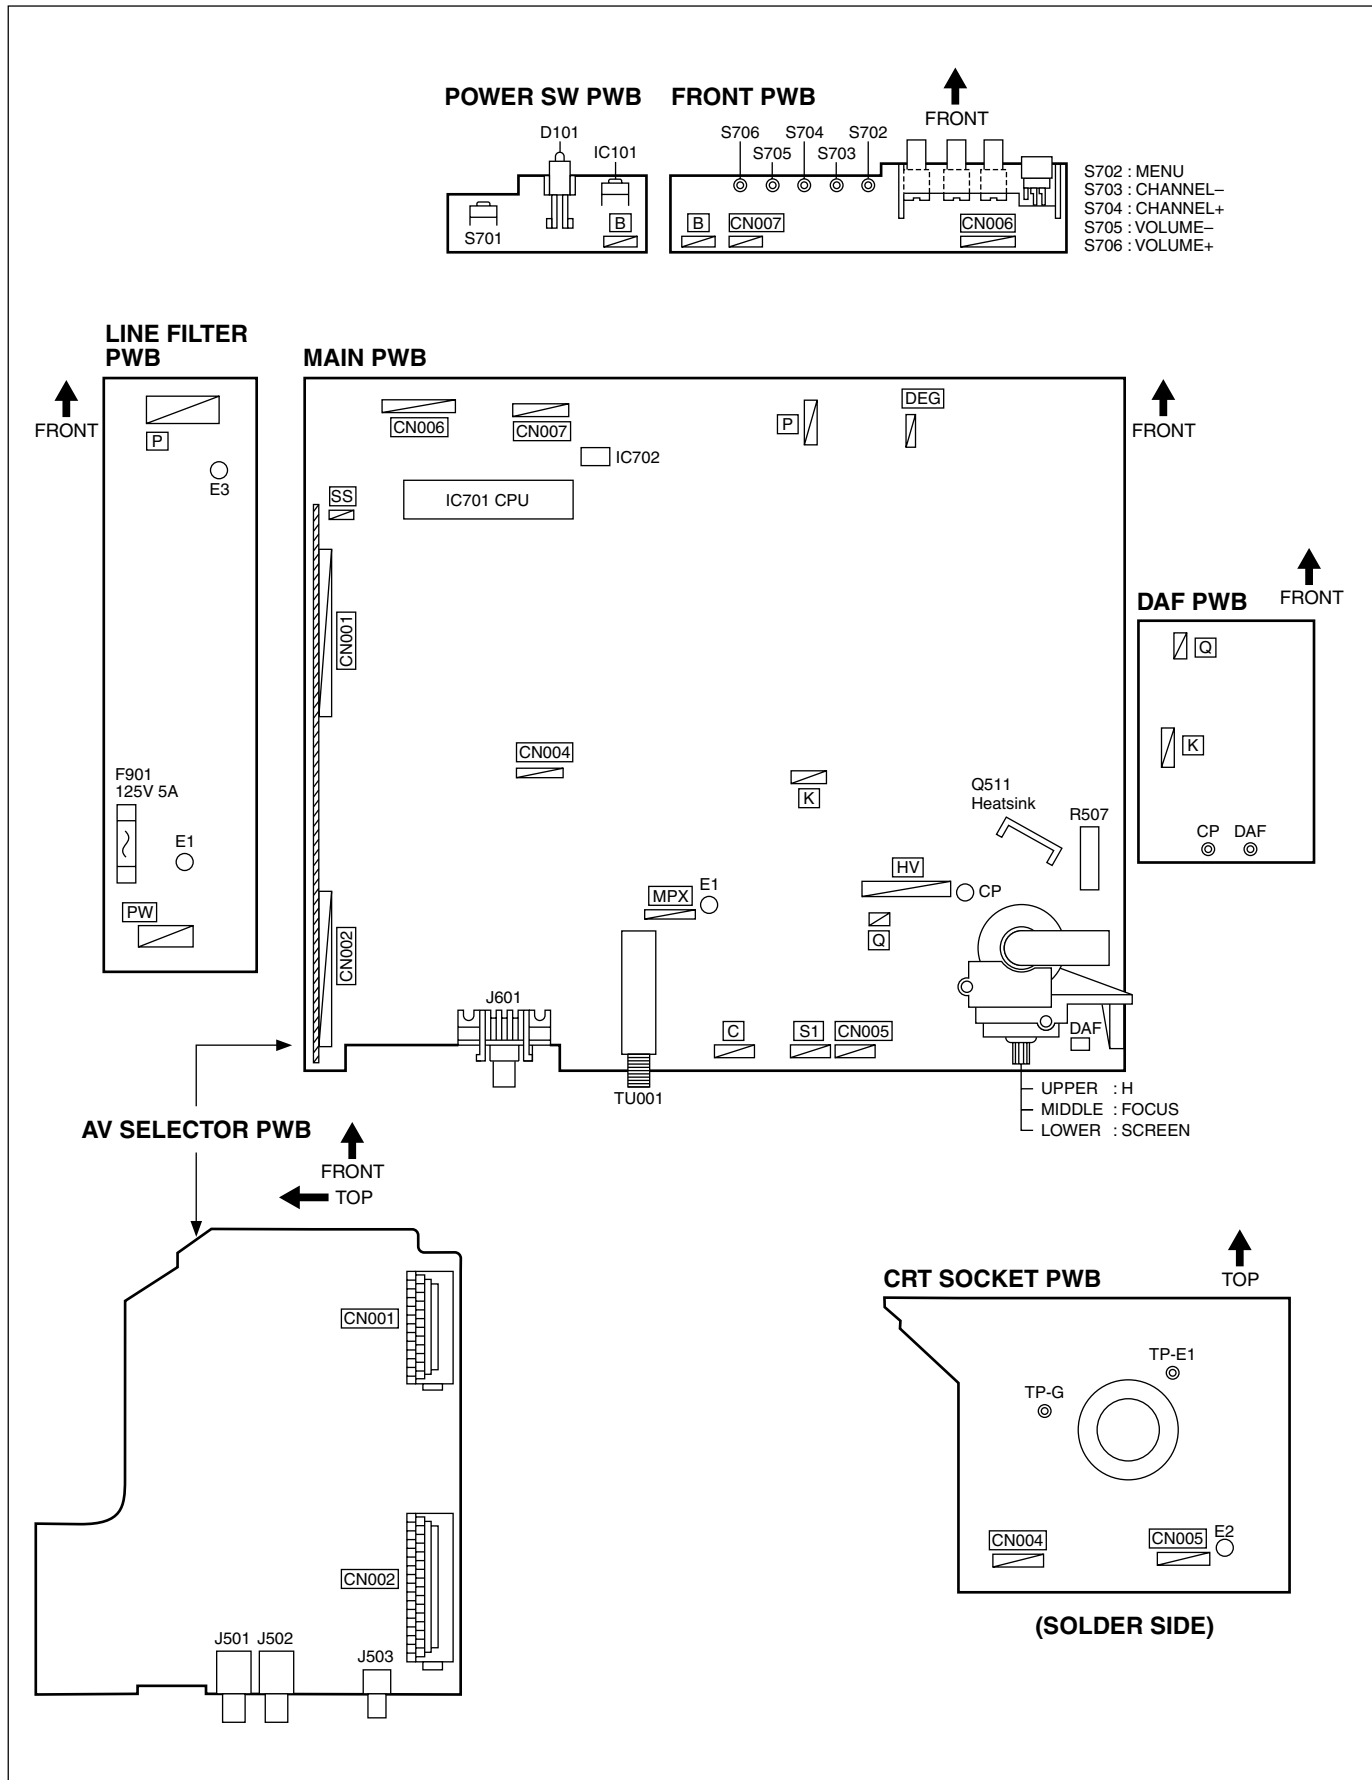 POWER SW PWB
FRONT PWB
FRONT
D101
IC101
S701
B
S706
S704
S702
S705
S703
B
CN007
CN006
S702 : MENU
S703 : CHANNEL–
S704 : CHANNEL+
S705 : VOLUME–
S706 : VOLUME+
LINE FILTER
PWB
FRONT
P
E3
F901
125V 5A
E1
PW
MAIN PWB
FRONT
CN006
CN007
IC702
P
DEG
SS
IC701 CPU
CN001
CN004
K
Q511
Heatsink
R507
HV
CP
MPX
E1
Q
CN002
J601
TU001
C
S1
CN005
DAF
UPPER : H
MIDDLE : FOCUS
LOWER : SCREEN
DAF PWB
FRONT
Q
K
CP
DAF
AV SELECTOR PWB
FRONT
TOP
CN001
CN002
J501
J502
J503
CRT SOCKET PWB
TOP
TP-E1
TP-G
CN004
CN005
E2
(SOLDER SIDE)